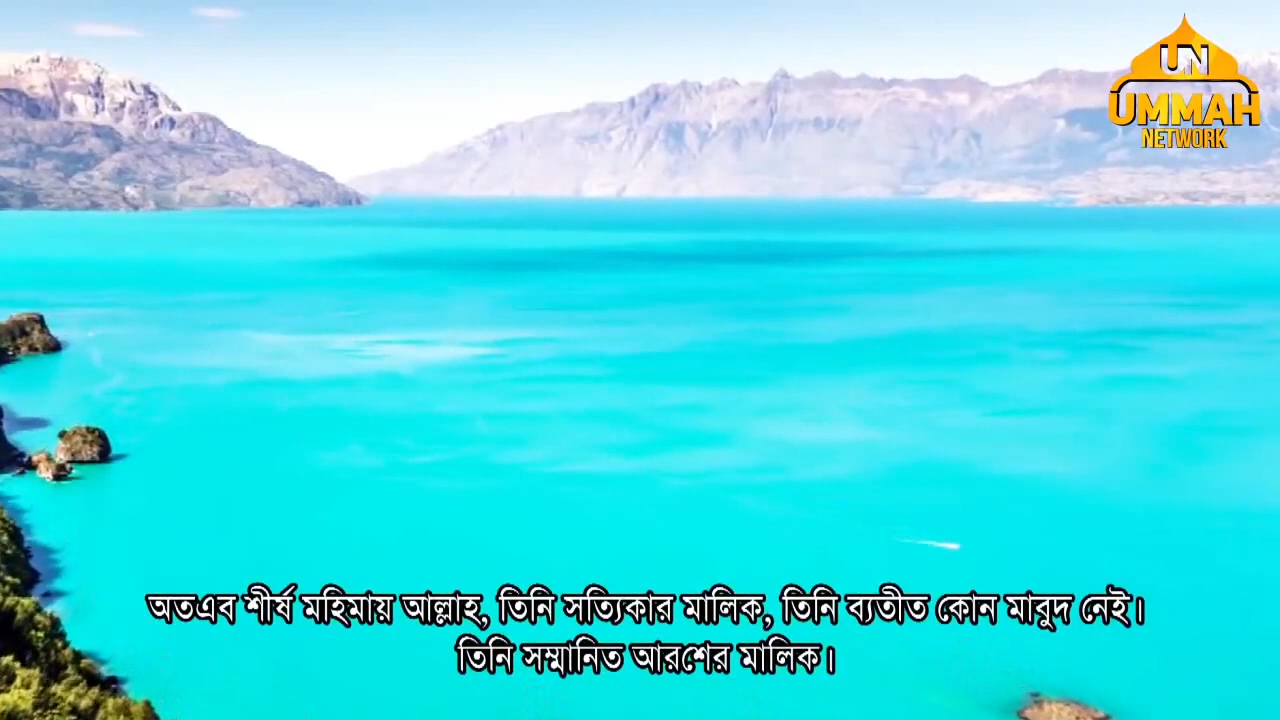 UN
UMMAH
NETWORK
অতএব শীর্ষ মহিমায় আল্লাহ, তিনি সত্যিকার মালিক, তিনি ব্যতীত কোন মাবুদ নেই।
তিনি সম্মানিত আরশের মালিক।